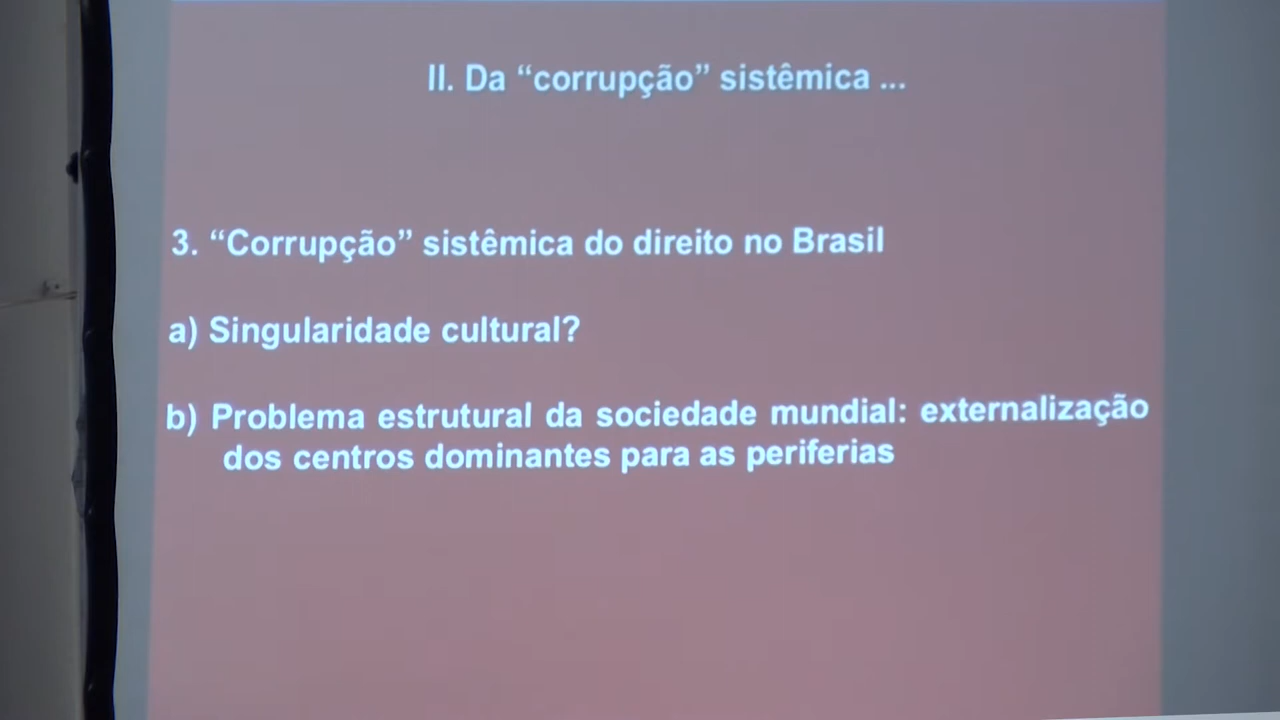 II. Da “corrupção” sistêmica ...
3. “Corrupção” sistêmica do direito no Brasil
a) Singularidade cultural?
b) Problema estrutural da sociedade mundial: externalização
dos centros dominantes para as periferias